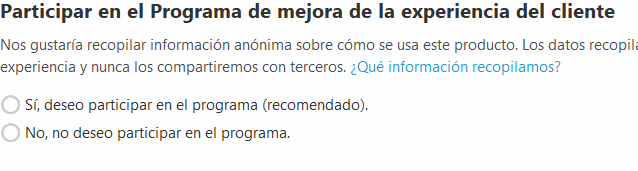 Participar en el Programa de mejora de la experiencia del cliente
Nos gustaría recopilar información anónima sobre cómo se usa este producto. Los datos
experiencia y nunca los compartiremos con terceros. ¿Qué información recopilamos?
Sí, deseo participar en el programa (recomendado).
No, no deseo participar en el programa.